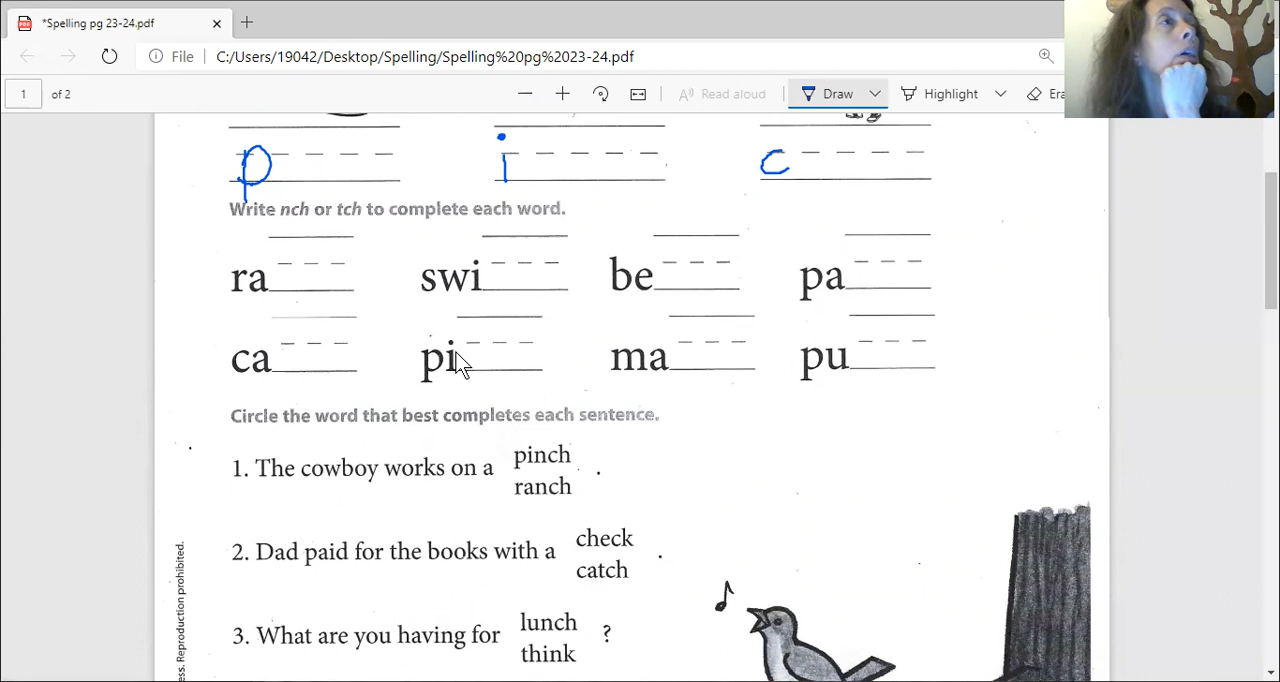 *Spelling pg 23-24.pdf
File C:/Users/19042/Desktop/Spelling/Spelling%20pg%2023-24.pdf
1 of 2 Read aloud Draw Highlight Era
p i c
Write nch or tch to complete each word.
ra swi be pa
ca pi ma pu
Circle the word that best completes each sentence.
pinch
1. The cowboy works on a .
ranch
check
2. Dad paid for the books with a .
catch
lunch
3. What are you having for ?
think
ess. Reproduction prohibited.